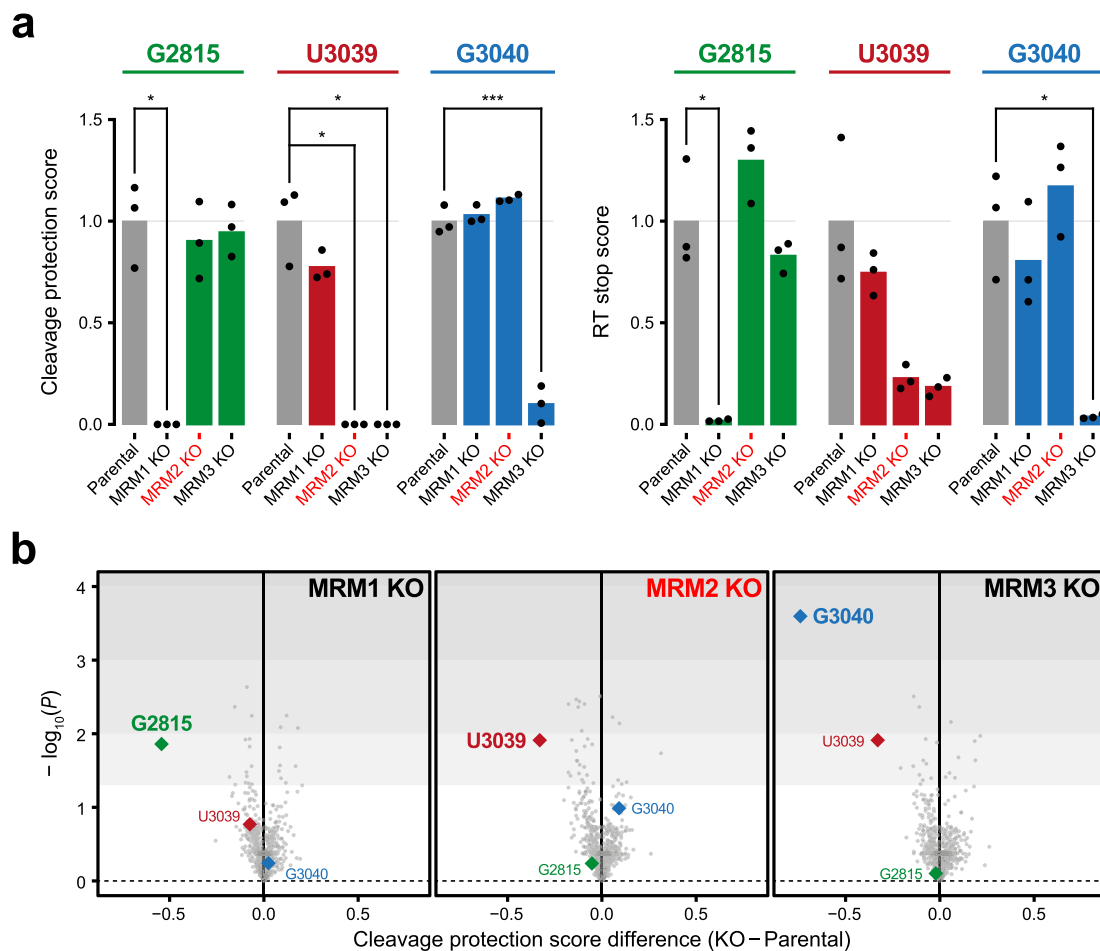 a
G2815 U3039 G3040 G2815 U3039 G3040
* * * *** * *
Cleavage protection score
1.5
1.0
0.5
0.0
Parental MRM1 KO MRM2 KO MRM3 KO Parental MRM1 KO MRM2 KO MRM3 KO Parental MRM1 KO MRM2 KO MRM3 KO
RT stop score
1.5
1.0
0.5
0.0
Parental MRM1 KO MRM2 KO MRM3 KO Parental MRM1 KO MRM2 KO MRM3 KO Parental MRM1 KO MRM2 KO MRM3 KO
b
− log10(P)
4
3
2
1
0
MRM1 KO
G2815
U3039
G3040
−0.5 0.0 0.5
MRM2 KO
U3039
G3040
G2815
−0.5 0.0 0.5
MRM3 KO
G3040
U3039
G2815
−0.5 0.0 0.5
Cleavage protection score difference (KO − Parental)